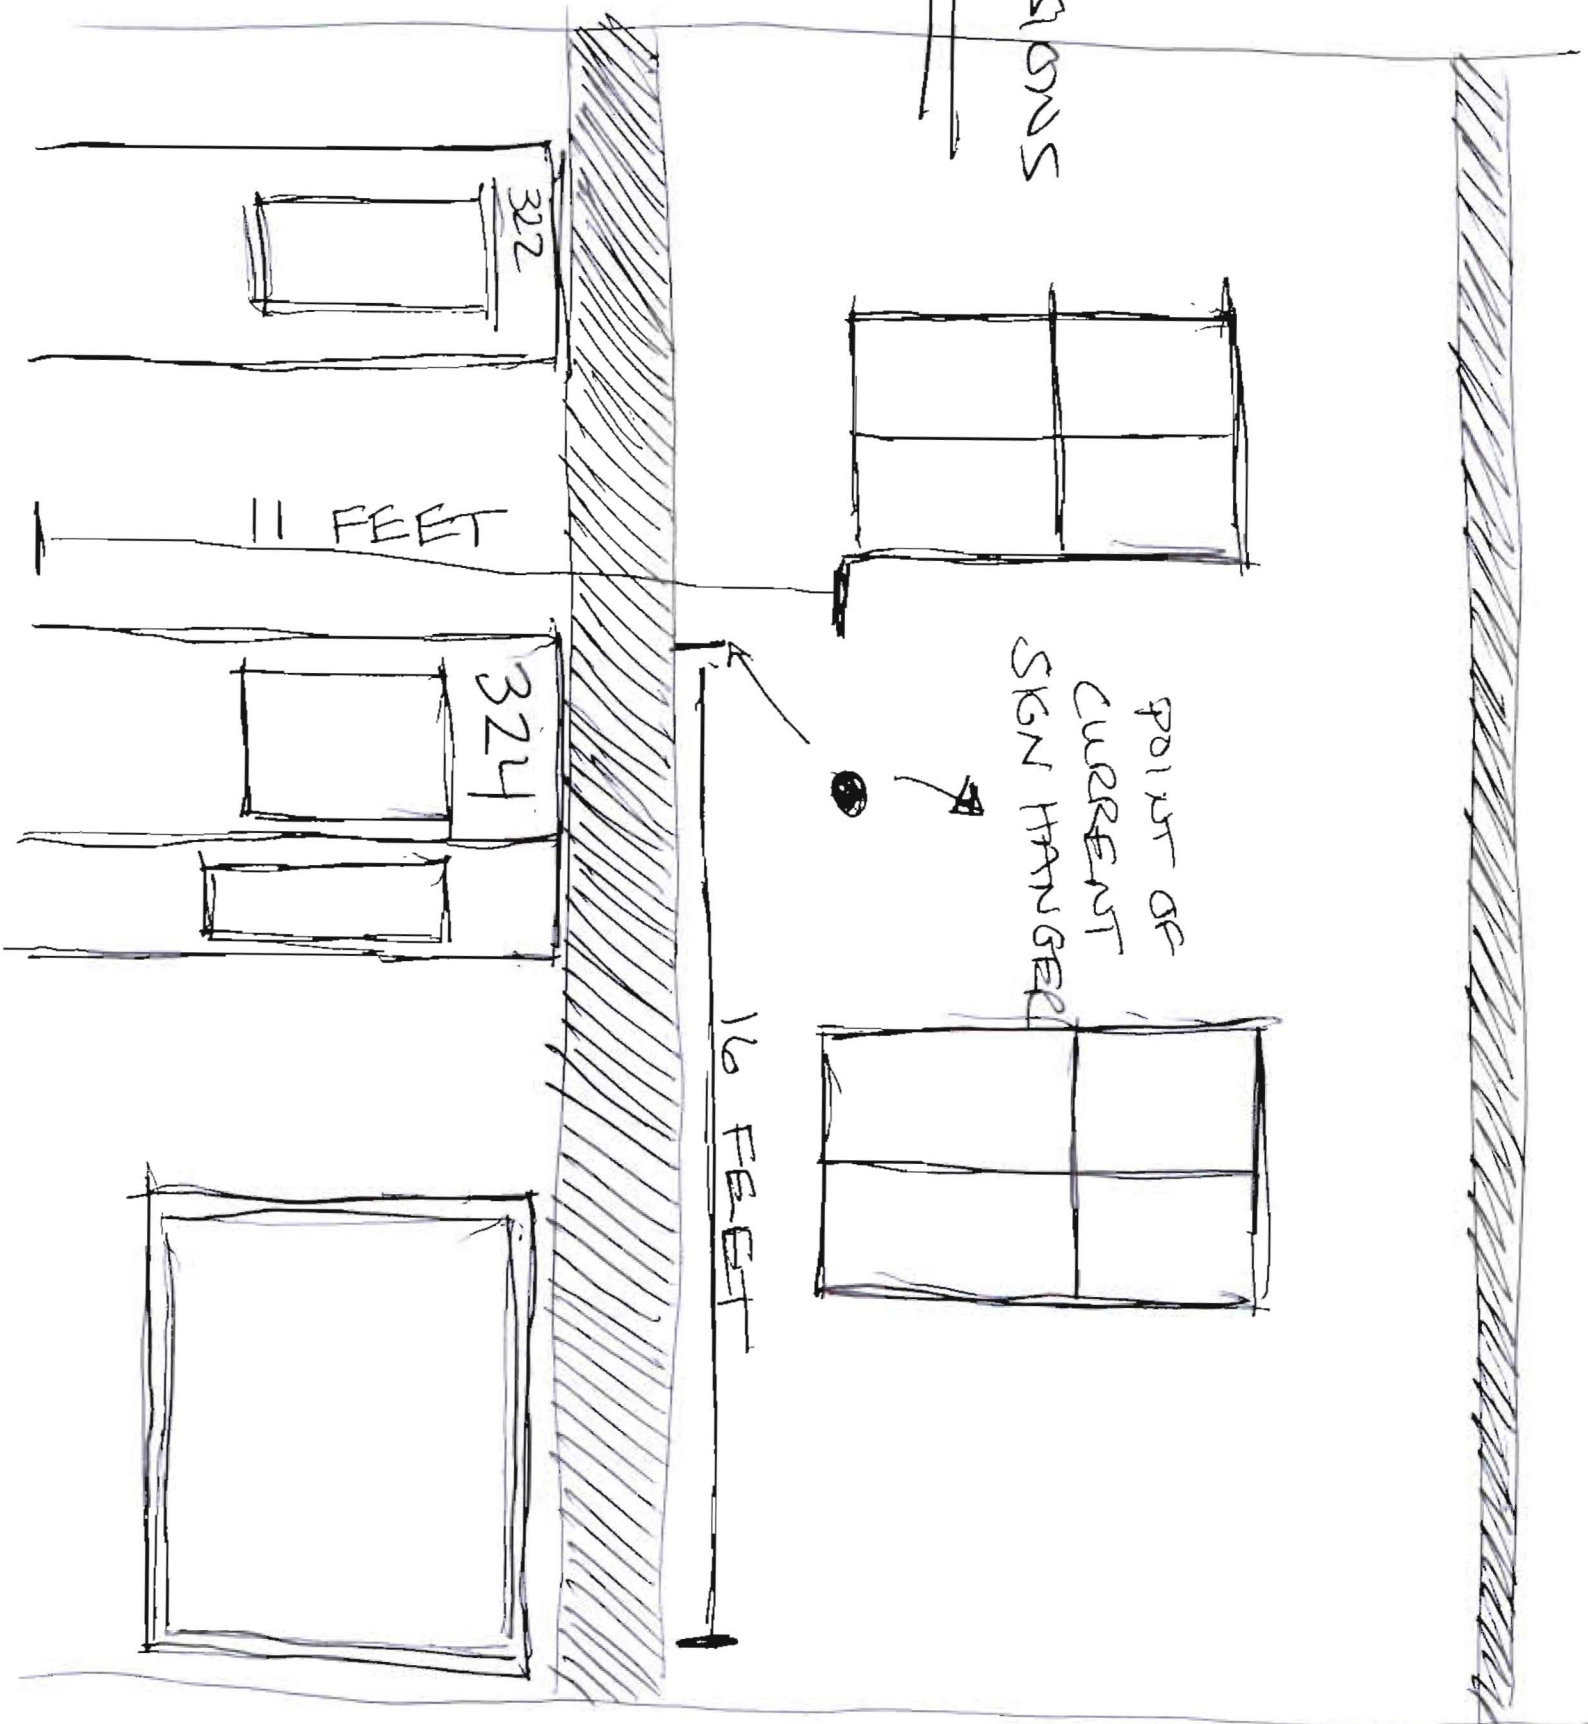 322
11 FEET
324
POINT OF
CURRENT
SIGN HANGER
16 FEET